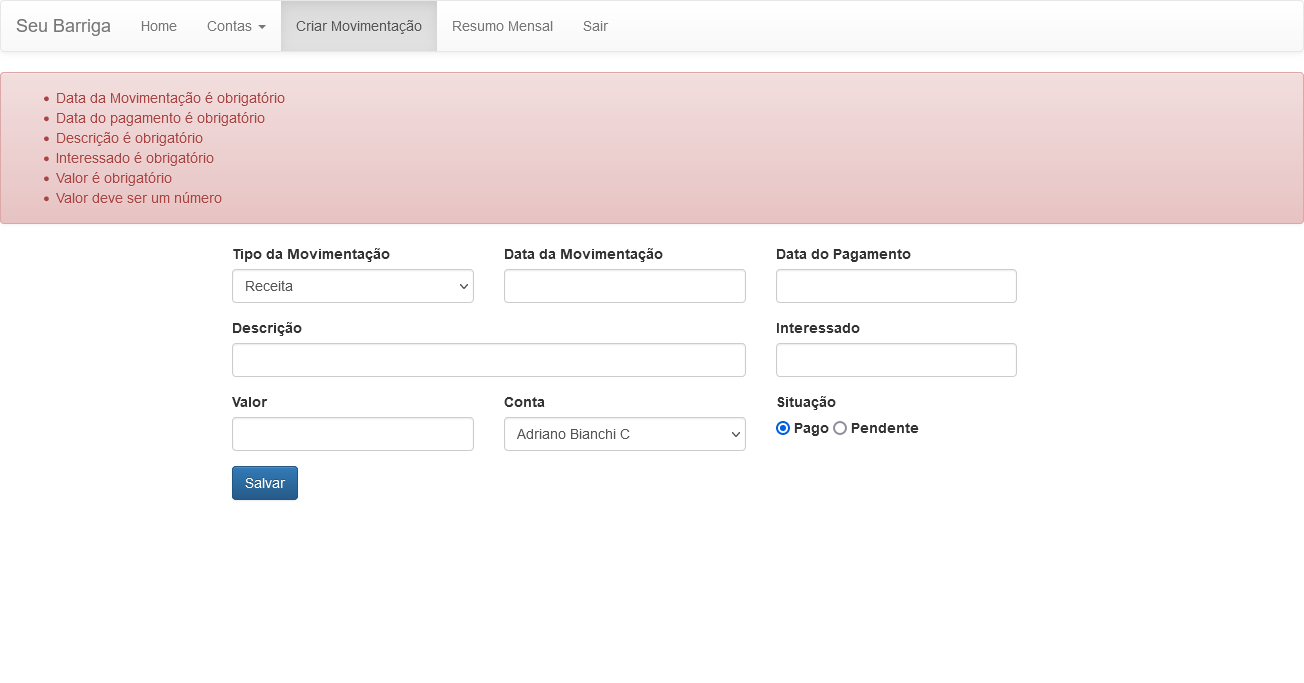 Seu Barriga Home Contas Criar Movimentação Resumo Mensal Sair
Data da Movimentação é obrigatório
Data do pagamento é obrigatório
Descrição é obrigatório
Interessado é obrigatório
Valor é obrigatório
Valor deve ser um número
Tipo da Movimentação Data da Movimentação Data do Pagamento
Receita
Descrição Interessado
Valor Conta Situação
Adriano Bianchi C Pago Pendente
Salvar